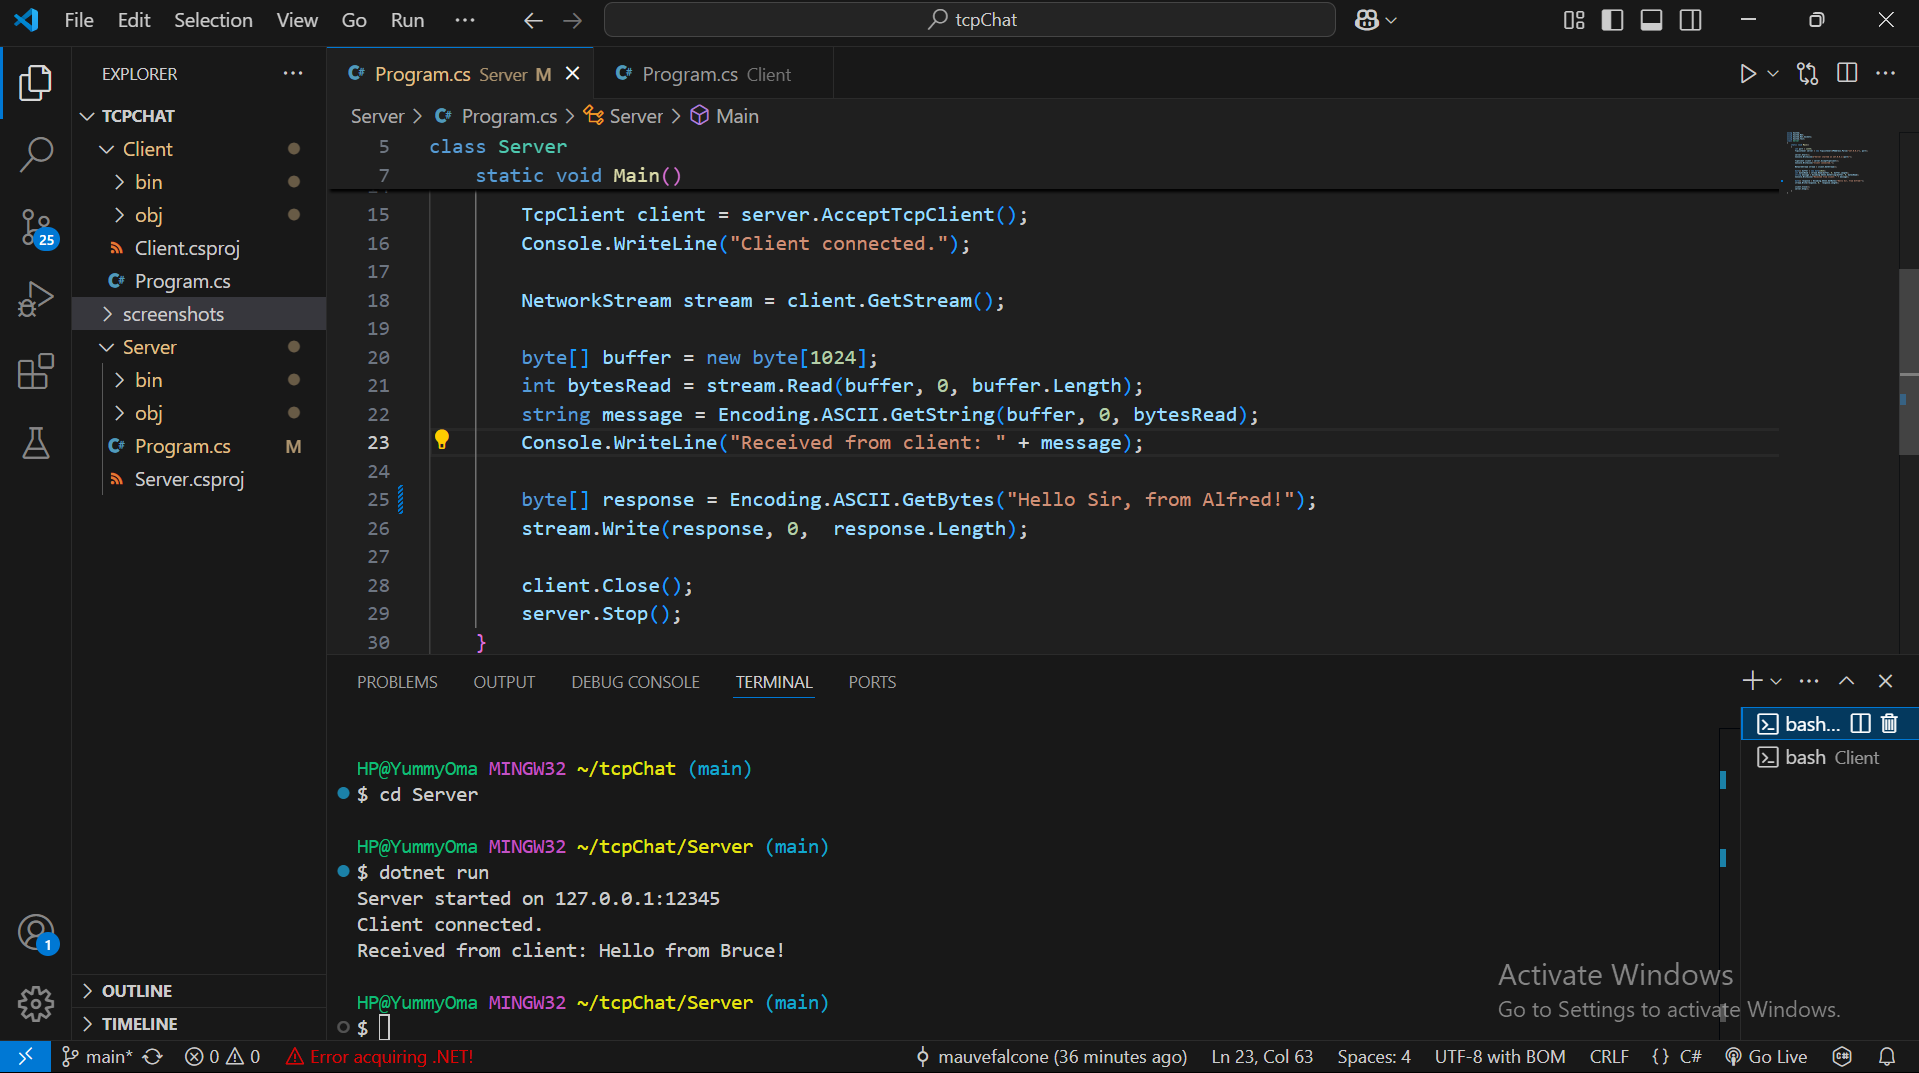 File Edit Selection View Go Run ··· tcpChat
EXPLORER ···
Program.cs Server M Program.cs Client
Server > Program.cs > Server > Main
TCPCHAT
Client
bin
obj
Client.csproj
Program.cs
screenshots
Server
bin
obj
Program.cs M
Server.csproj
OUTLINE
TIMELINE
25
1
5 class Server
7 static void Main()
15 TcpClient client = server.AcceptTcpClient();
16 Console.WriteLine("Client connected.");
17
18 NetworkStream stream = client.GetStream();
19
20 byte[] buffer = new byte[1024];
21 int bytesRead = stream.Read(buffer, 0, buffer.Length);
22 string message = Encoding.ASCII.GetString(buffer, 0, bytesRead);
23 Console.WriteLine("Received from client: " + message);
24
25 byte[] response = Encoding.ASCII.GetBytes("Hello Sir, from Alfred!");
26 stream.Write(response, 0,  response.Length);
27
28 client.Close();
29 server.Stop();
30 }
PROBLEMS OUTPUT DEBUG CONSOLE TERMINAL PORTS
bash...
bash Client
HP@YummyOma MINGW32 ~/tcpChat (main)
$ cd Server
HP@YummyOma MINGW32 ~/tcpChat/Server (main)
$ dotnet run
Server started on 127.0.0.1:12345
Client connected.
Received from client: Hello from Bruce!
HP@YummyOma MINGW32 ~/tcpChat/Server (main)
$
Activate Windows
Go to Settings to activate Windows.
main* 0 0 Error acquiring .NET! mauvefalcone (36 minutes ago) Ln 23, Col 63 Spaces: 4 UTF-8 with BOM CRLF {} C# Go Live